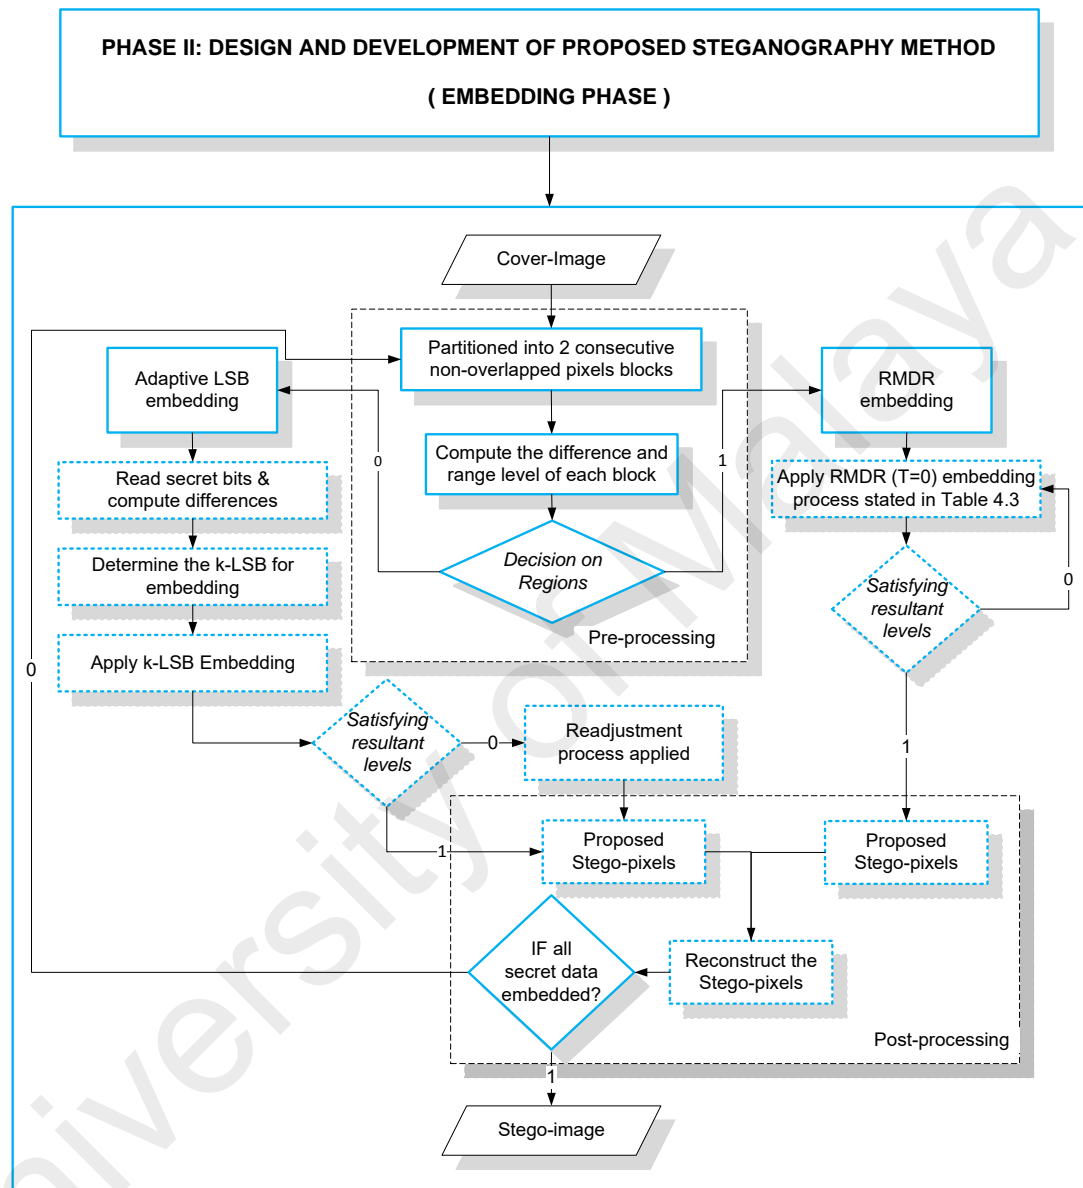 PHASE II: DESIGN AND DEVELOPMENT OF PROPOSED STEGANOGRAPHY METHOD
( EMBEDDING PHASE )
Cover-Image
Partitioned into 2 consecutive
non-overlapped pixels blocks
Adaptive LSB
embedding
RMDR
embedding
Compute the difference and
range level of each block
0
1
Read secret bits &
compute differences
Apply RMDR (T=0) embedding
process stated in Table 4.3
Decision on
Regions
Determine the k-LSB for
embedding
Satisfying
resultant
levels
0
Pre-processing
Apply k-LSB Embedding
0
Satisfying
resultant
levels
0
Readjustment
process applied
1
1
Proposed
Stego-pixels
Proposed
Stego-pixels
IF all
secret data
embedded?
Reconstruct the
Stego-pixels
Post-processing
1
Stego-image
University of Malaya